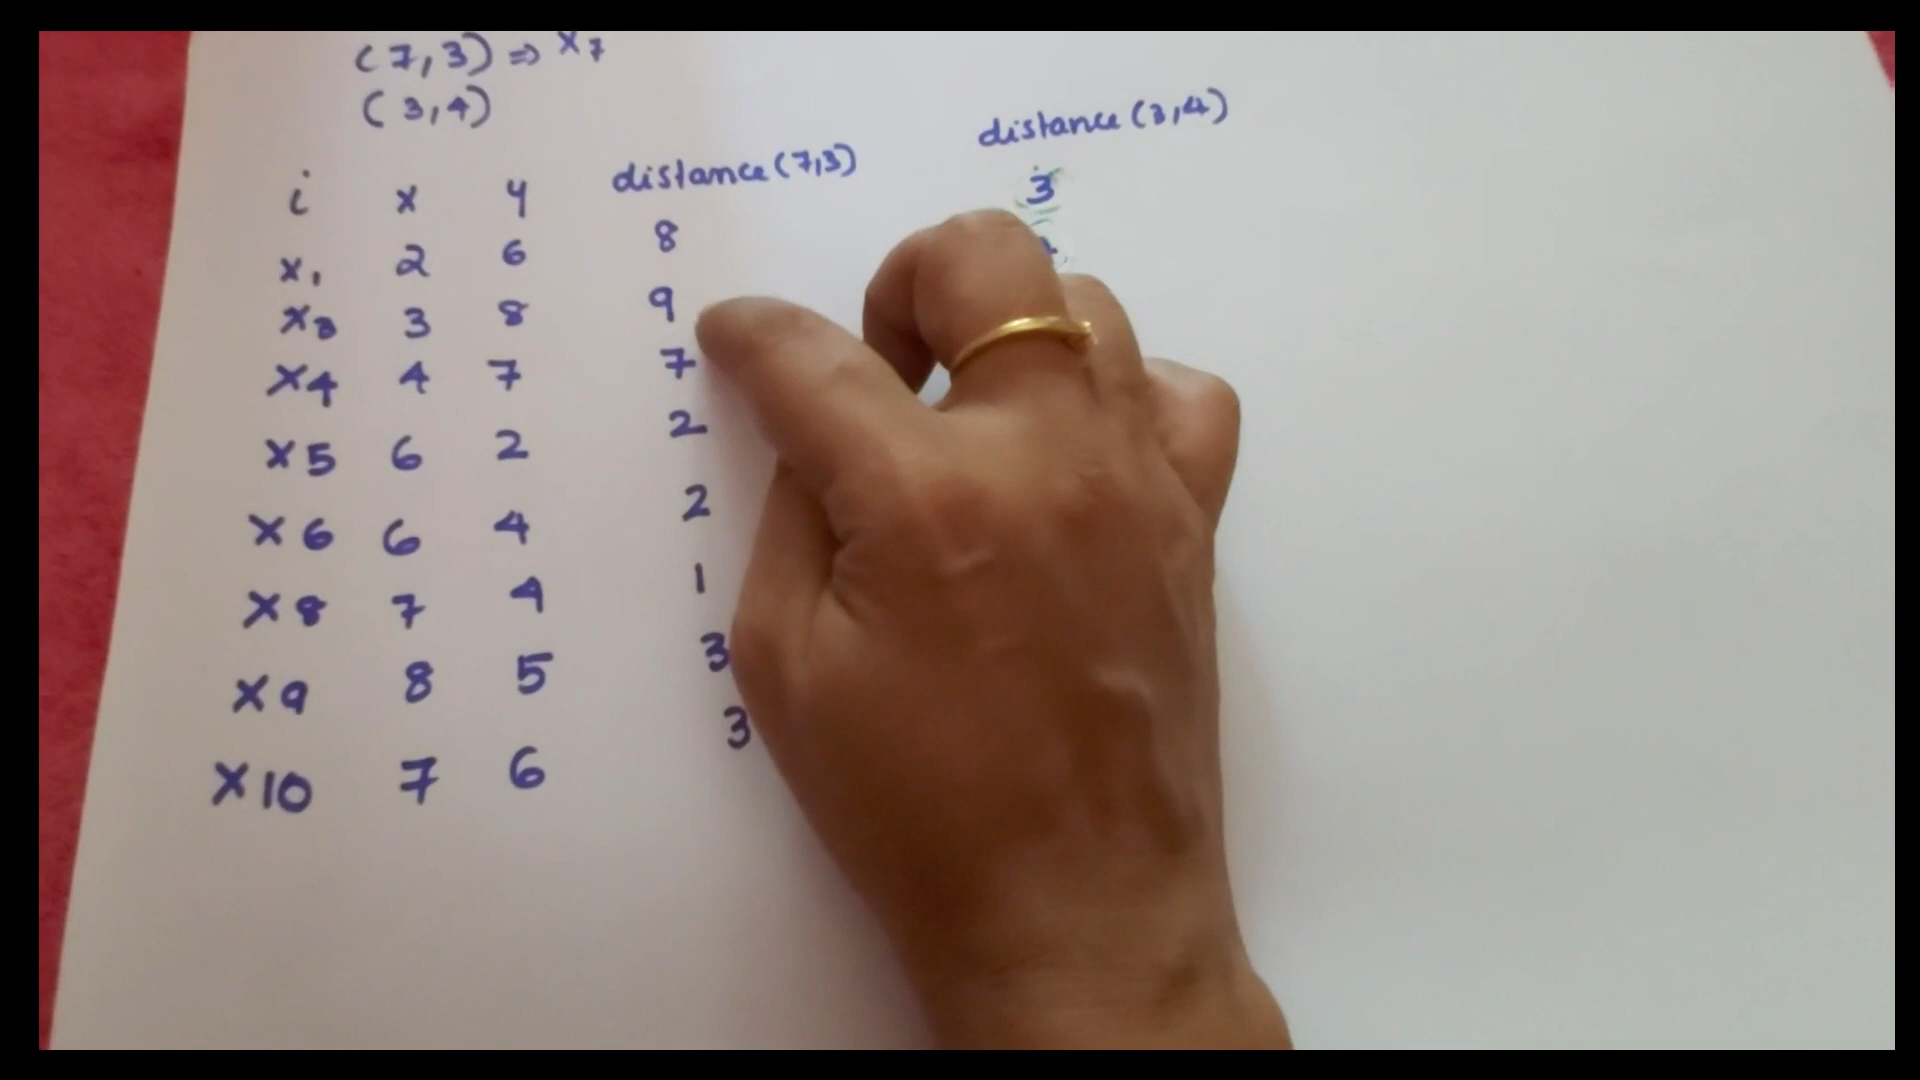 (7,3) ⇒ x7
(3,4)
i x y distance (7,3) distance (3,4)
x1 2 6 8 3
x3 3 8 9
x4 4 7 7
x5 6 2 2
x6 6 4 2
x8 7 4 1
x9 8 5 3
x10 7 6 3